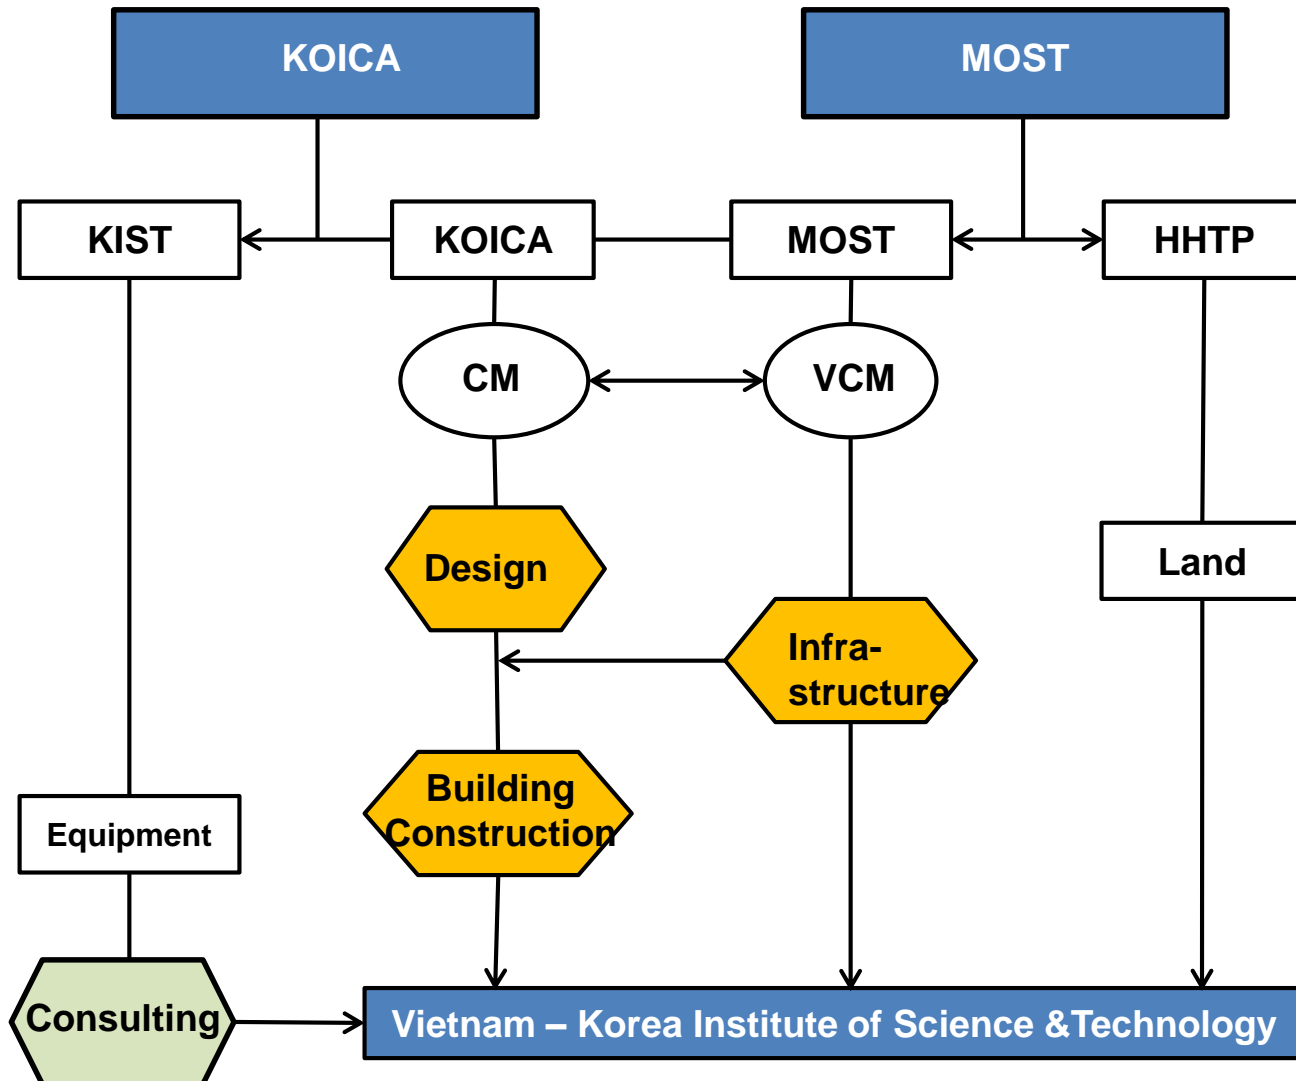 KOICA
MOST
KIST
KOICA
MOST
HHTP
CM
VCM
Design
Land
Infra-
structure
Building
Construction
Equipment
Consulting
Vietnam – Korea Institute of Science &Technology